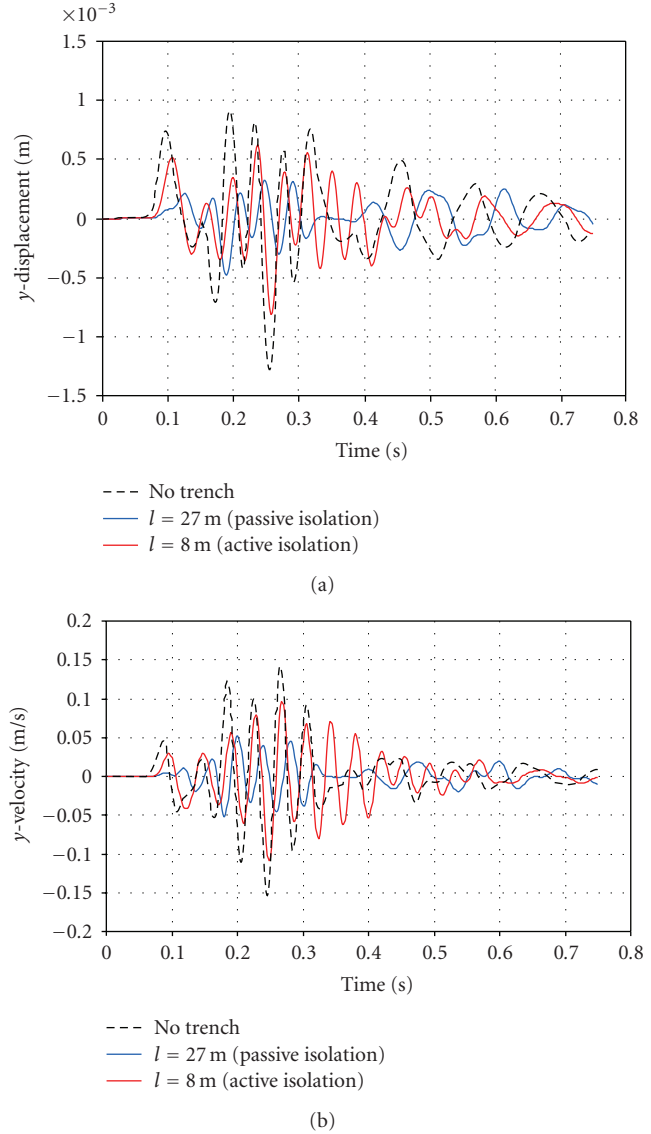 ×10−3
1.5
1
0.5
0
−0.5
−1
−1.5
y-displacement (m)
0 0.1 0.2 0.3 0.4 0.5 0.6 0.7 0.8
Time (s)
No trench
l = 27 m (passive isolation)
l = 8 m (active isolation)
(a)
0.2
0.15
0.1
0.05
0
−0.05
−0.1
−0.15
−0.2
y-velocity (m/s)
0 0.1 0.2 0.3 0.4 0.5 0.6 0.7 0.8
Time (s)
No trench
l = 27 m (passive isolation)
l = 8 m (active isolation)
(b)